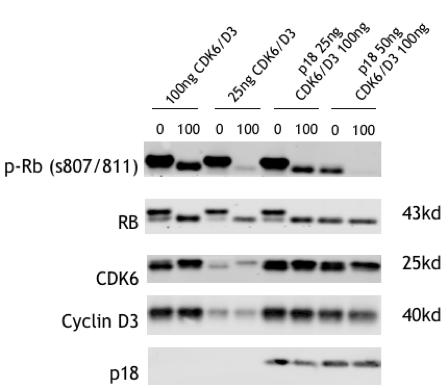 100ng CDK6/D3
25ng CDK6/D3
p18 25ng
CDK6/D3 100ng
p18 50ng
CDK6/D3 100ng
0 100 0 100 0 100 0 100
p-Rb (s807/811)
RB 43kd
CDK6 25kd
Cyclin D3 40kd
p18